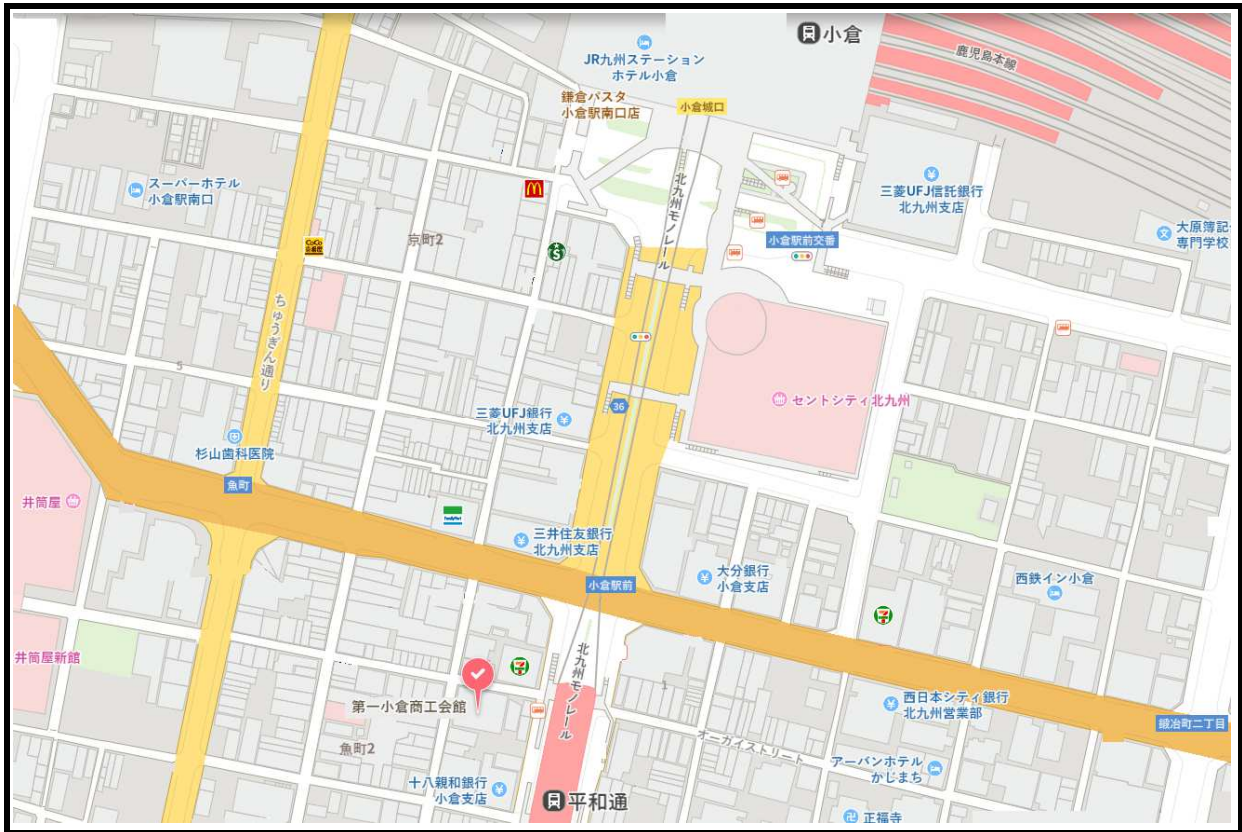 小倉
鹿児島本線
JR九州ステーション
ホテル小倉
鎌倉パスタ
小倉駅南口店
小倉城口
三菱UFJ信託銀行
北九州支店
スーパーホテル
小倉駅南口
北九州モノレール
大原簿記
専門学校
小倉駅前交番
京町2
CoCo
壱番屋
ちゅうぎん通り
5
36
セントシティ北九州
三菱UFJ銀行
北九州支店
杉山歯科医院
魚町
井筒屋
FamilyMart
三井住友銀行
北九州支店
大分銀行
小倉支店
小倉駅前
西鉄イン小倉
7
井筒屋新館
7
北九州モノレール
1
第一小倉商工会館
西日本シティ銀行
北九州営業部
鍛冶町二丁目
オーガイストリート
魚町2
アーバンホテル
かじまち
十八親和銀行
小倉支店
平和通
正福寺